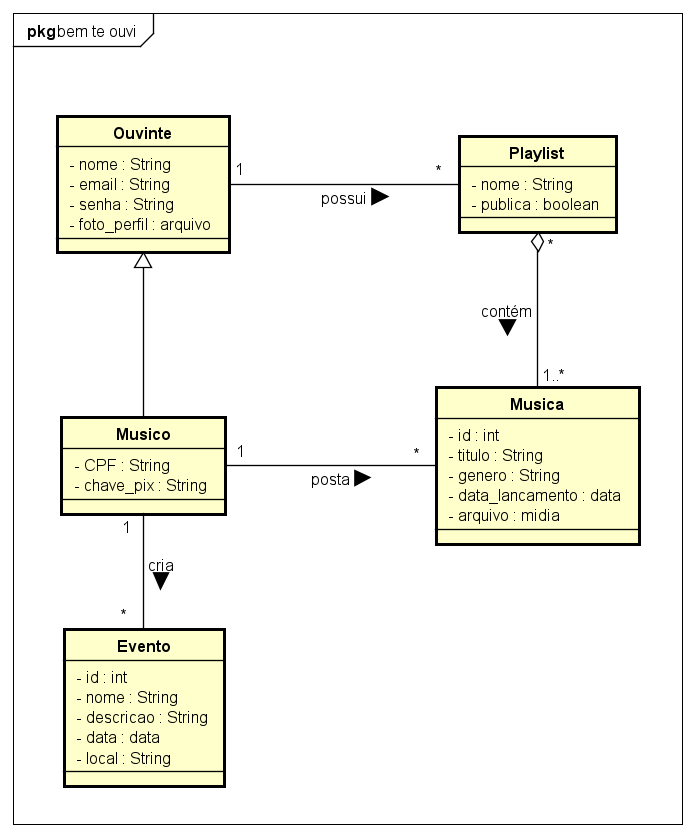 pkg bem te ouvi
Ouvinte
- nome : String
- email : String
- senha : String
- foto_perfil : arquivo
1
*
possui
Playlist
- nome : String
- publica : boolean
*
contém
1..*
Musico
- CPF : String
- chave_pix : String
1
*
posta
Musica
- id : int
- titulo : String
- genero : String
- data_lancamento : data
- arquivo : midia
1
cria
*
Evento
- id : int
- nome : String
- descricao : String
- data : data
- local : String